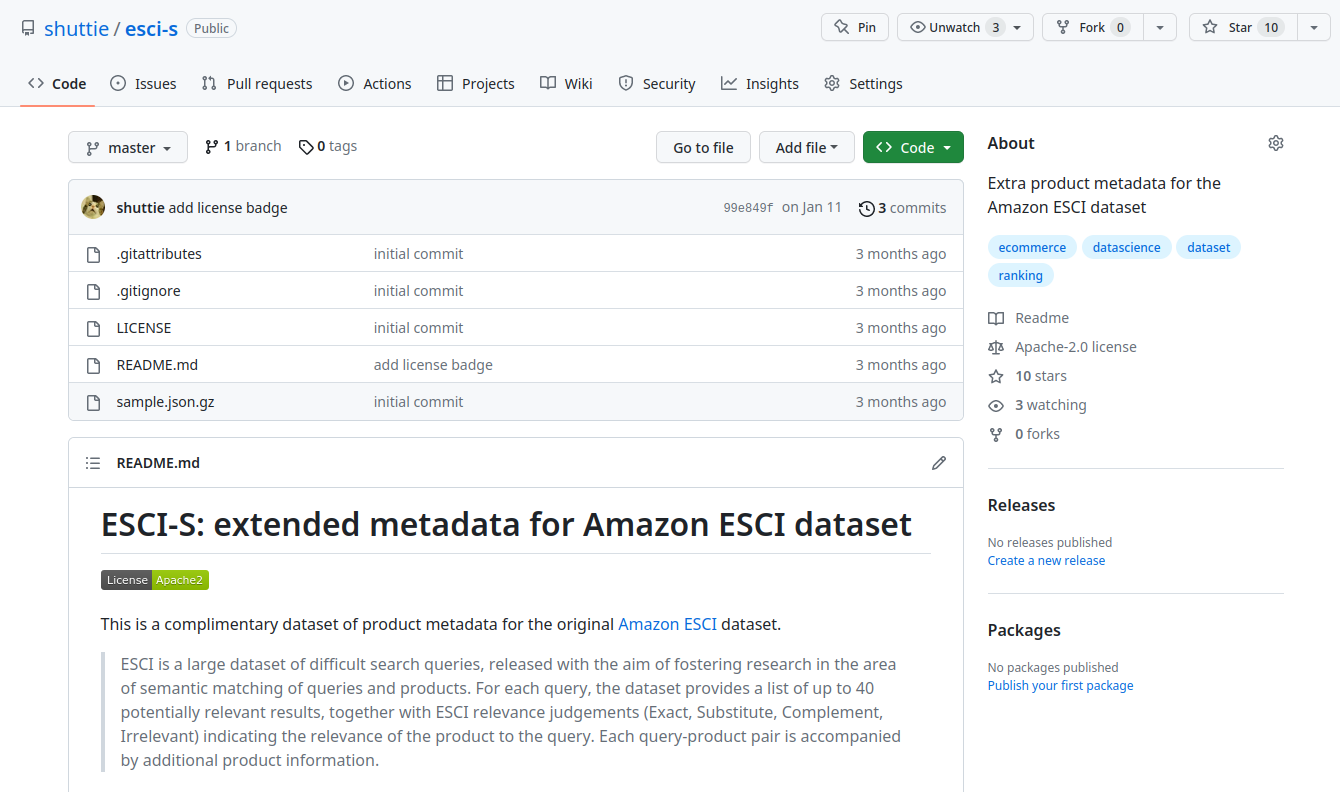 shuttie / esci-s Public Pin Unwatch 3 Fork 0 Star 10
Code Issues Pull requests Actions Projects Wiki Security Insights Settings
master 1 branch 0 tags Go to file Add file Code
shuttie add license badge 99e849f on Jan 11 3 commits
.gitattributes initial commit 3 months ago
.gitignore initial commit 3 months ago
LICENSE initial commit 3 months ago
README.md add license badge 3 months ago
sample.json.gz initial commit 3 months ago
README.md
ESCI-S: extended metadata for Amazon ESCI dataset
License Apache2
This is a complimentary dataset of product metadata for the original Amazon ESCI dataset.
ESCI is a large dataset of difficult search queries, released with the aim of fostering research in the area
of semantic matching of queries and products. For each query, the dataset provides a list of up to 40
potentially relevant results, together with ESCI relevance judgements (Exact, Substitute, Complement,
Irrelevant) indicating the relevance of the product to the query. Each query-product pair is accompanied
by additional product information.
About
Extra product metadata for the
Amazon ESCI dataset
ecommerce datascience dataset
ranking
Readme
Apache-2.0 license
10 stars
3 watching
0 forks
Releases
No releases published
Create a new release
Packages
No packages published
Publish your first package